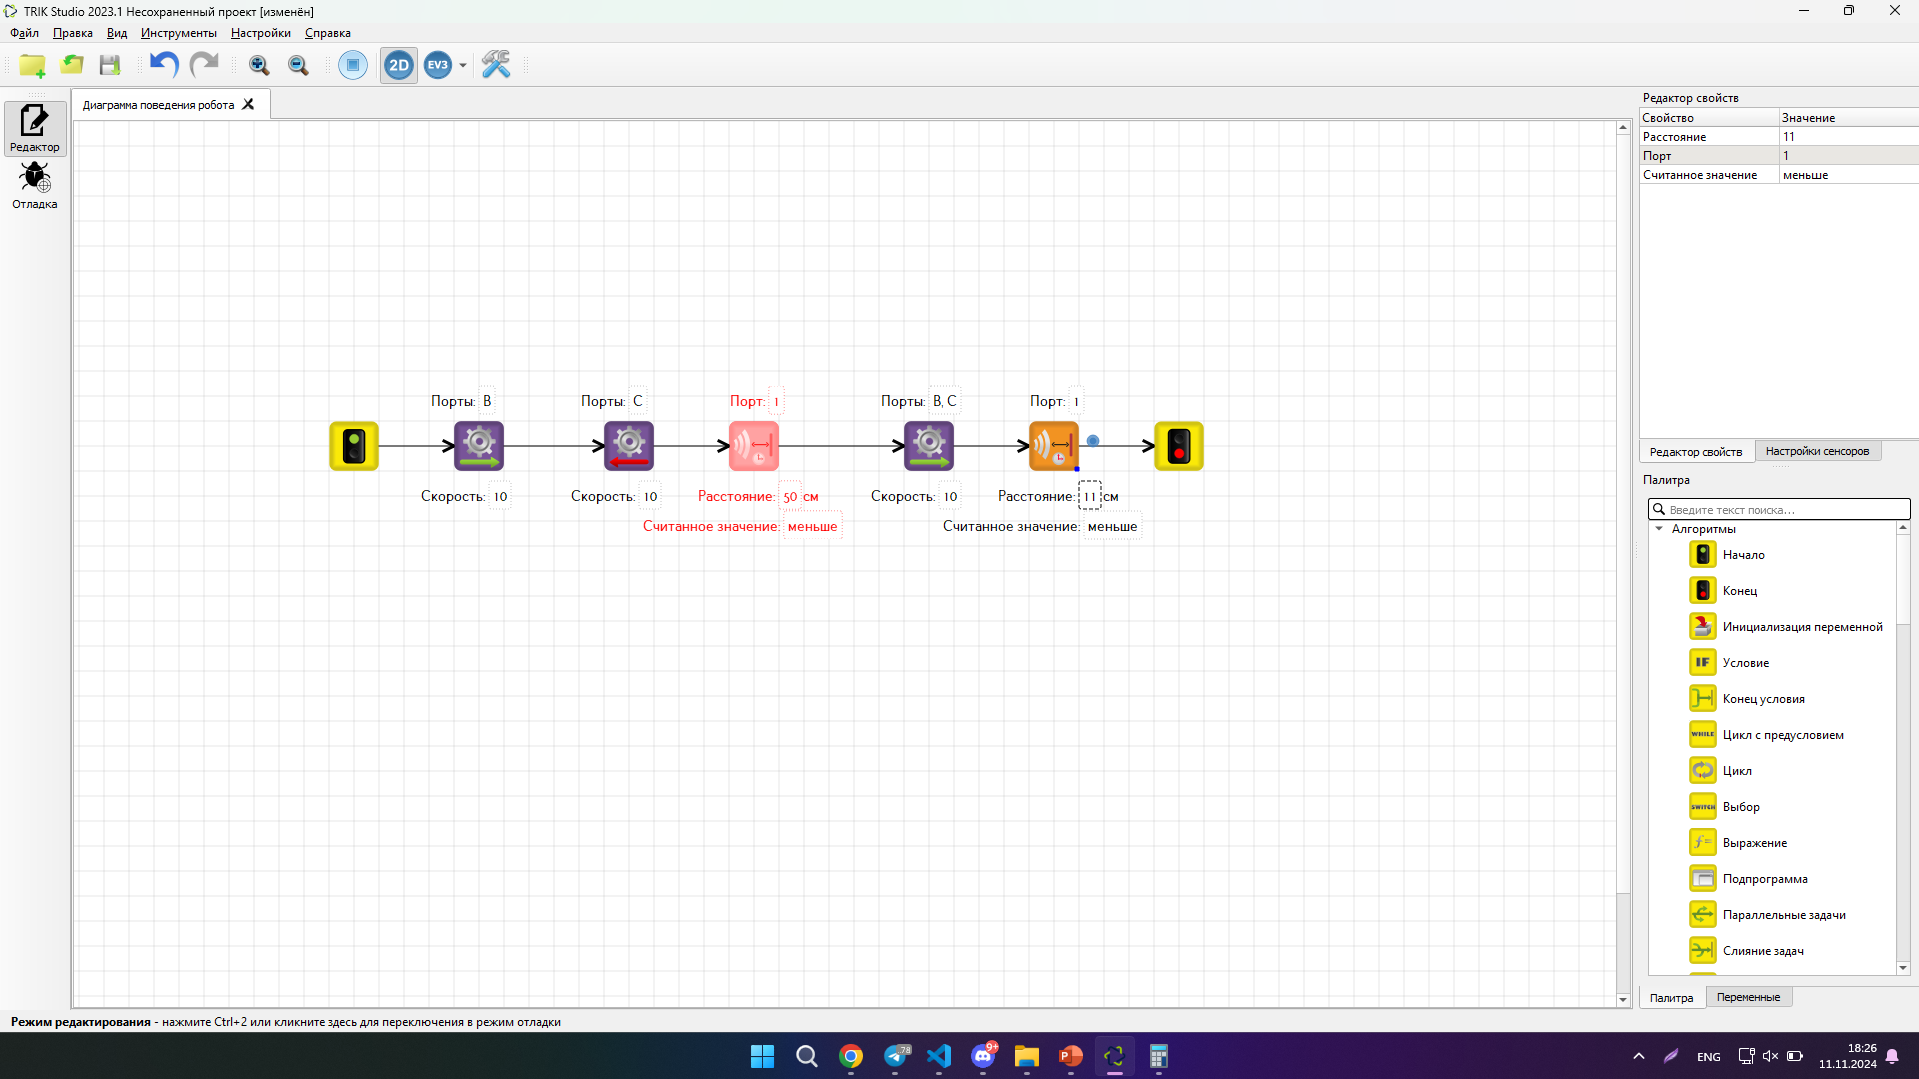 TRIK Studio 2023.1 Несохраненный проект [изменён]
Файл Правка Вид Инструменты Настройки Справка
2D EV3
Диаграмма поведения робота
Редактор
Отладка
Порты: B
Порты: C
Порт: 1
Порты: B, C
Порт: 1
Скорость: 10
Скорость: 10
Расстояние: 50 см
Скорость: 10
Расстояние: 11 см
Считанное значение: меньше
Считанное значение: меньше
Редактор свойств
Свойство Значение
Расстояние 11
Порт 1
Считанное значение меньше
Редактор свойств Настройки сенсоров
Палитра
Введите текст поиска...
Алгоритмы
Начало
Конец
Инициализация переменной
IF Условие
Конец условия
WHILE Цикл с предусловием
Цикл
SWITCH Выбор
f= Выражение
Подпрограмма
Параллельные задачи
Слияние задач
Палитра Переменные
Режим редактирования - нажмите Ctrl+2 или кликните здесь для переключения в режим отладки
78
9+
ENG
18:26
11.11.2024